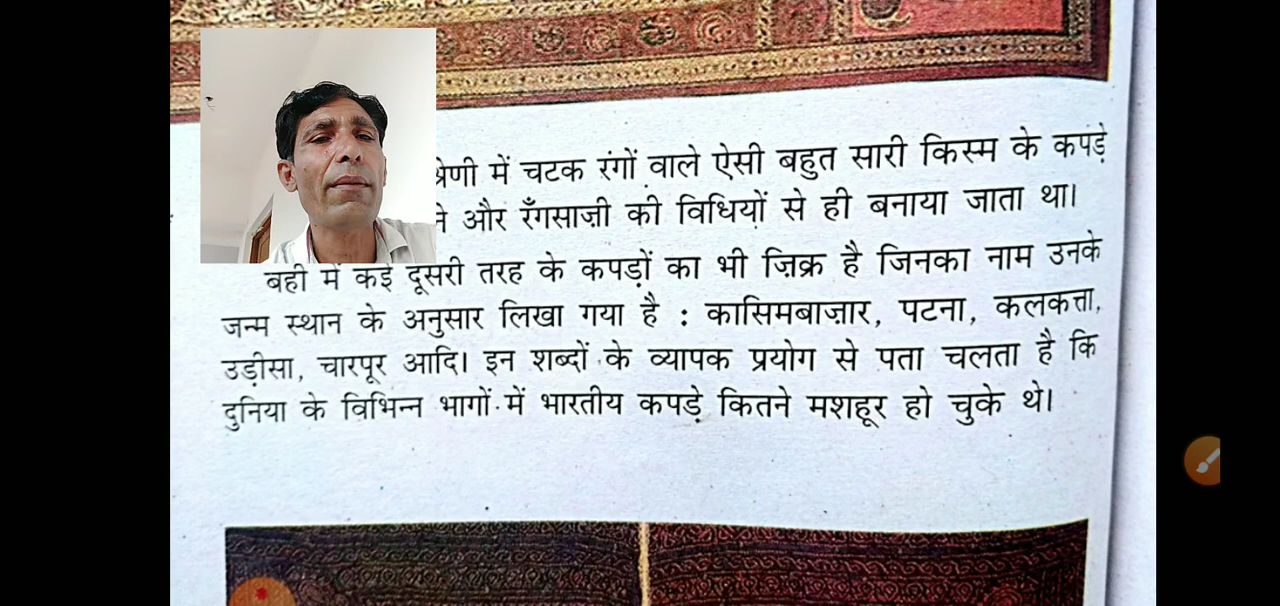 में चटक रंगों वाले ऐसी बहुत सारी किस्म के कपड़े
और रँगसाज़ी की विधियों से ही बनाया जाता था।
बही में कई दूसरी तरह के कपड़ों का भी ज़िक्र है जिनका नाम उनके
जन्म स्थान के अनुसार लिखा गया है : कासिमबाज़ार, पटना, कलकत्ता,
उड़ीसा, चारपूर आदि। इन शब्दों के व्यापक प्रयोग से पता चलता है कि
दुनिया के विभिन्न भागों में भारतीय कपड़े कितने मशहूर हो चुके थे।